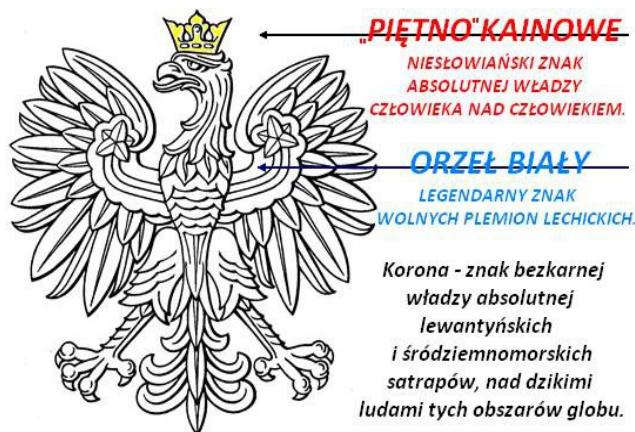 „PIĘTNO"KAINOWE
NIESŁOWIAŃSKI ZNAK
ABSOLUTNEJ WŁADZY
CZŁOWIEKA NAD CZŁOWIEKIEM.
ORZEŁ BIAŁY
LEGENDARNY ZNAK
WOLNYCH PLEMION LECHICKICH.
Korona - znak bezkarnej
władzy absolutnej
lewantyńskich
i śródziemnomorskich
satrapów, nad dzikimi
ludami tych obszarów globu.